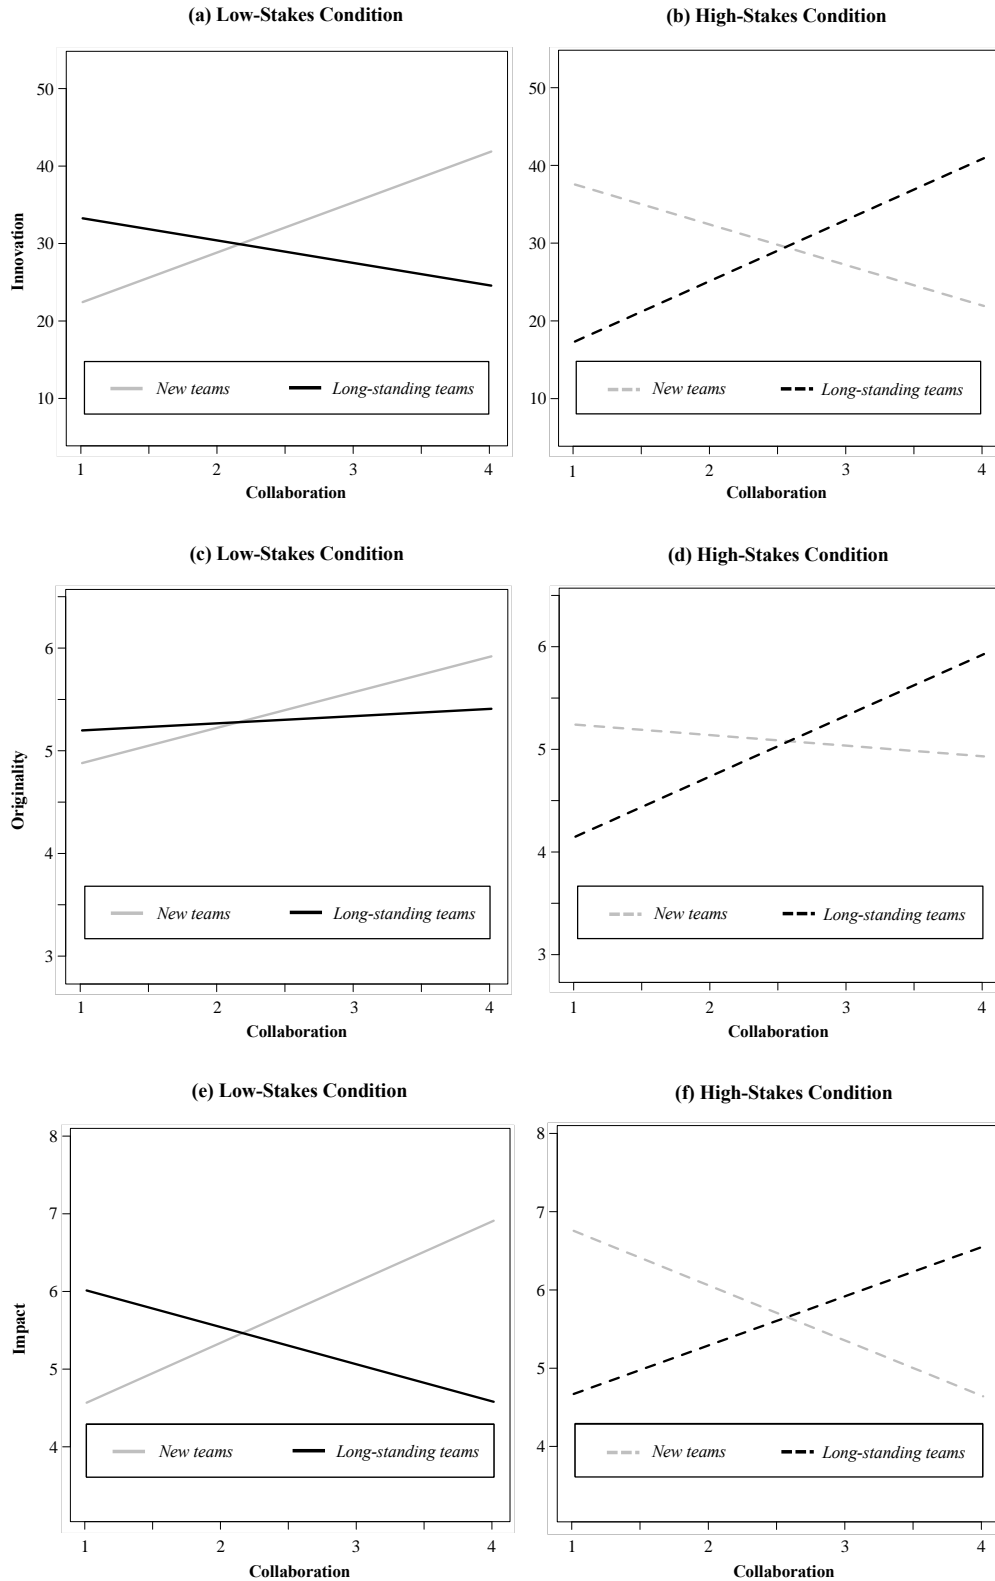 (a) Low-Stakes Condition
(b) High-Stakes Condition
50
40
30
20
10
Innovation
New teams
Long-standing teams
1
2
3
4
Collaboration
50
40
30
20
10
New teams
Long-standing teams
1
2
3
4
Collaboration
(c) Low-Stakes Condition
(d) High-Stakes Condition
6
5
4
3
Originality
New teams
Long-standing teams
1
2
3
4
Collaboration
6
5
4
3
New teams
Long-standing teams
1
2
3
4
Collaboration
(e) Low-Stakes Condition
(f) High-Stakes Condition
8
7
6
5
4
Impact
New teams
Long-standing teams
1
2
3
4
Collaboration
8
7
6
5
4
New teams
Long-standing teams
1
2
3
4
Collaboration